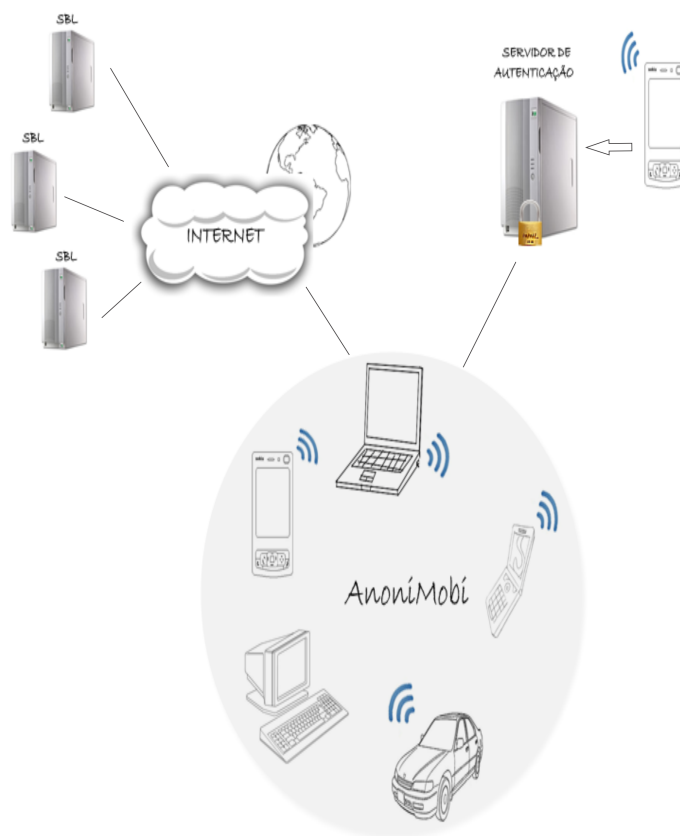 SBL
SERVIDOR DE
AUTENTICAÇÃO
SBL
INTERNET
SBL
AnoniMobi